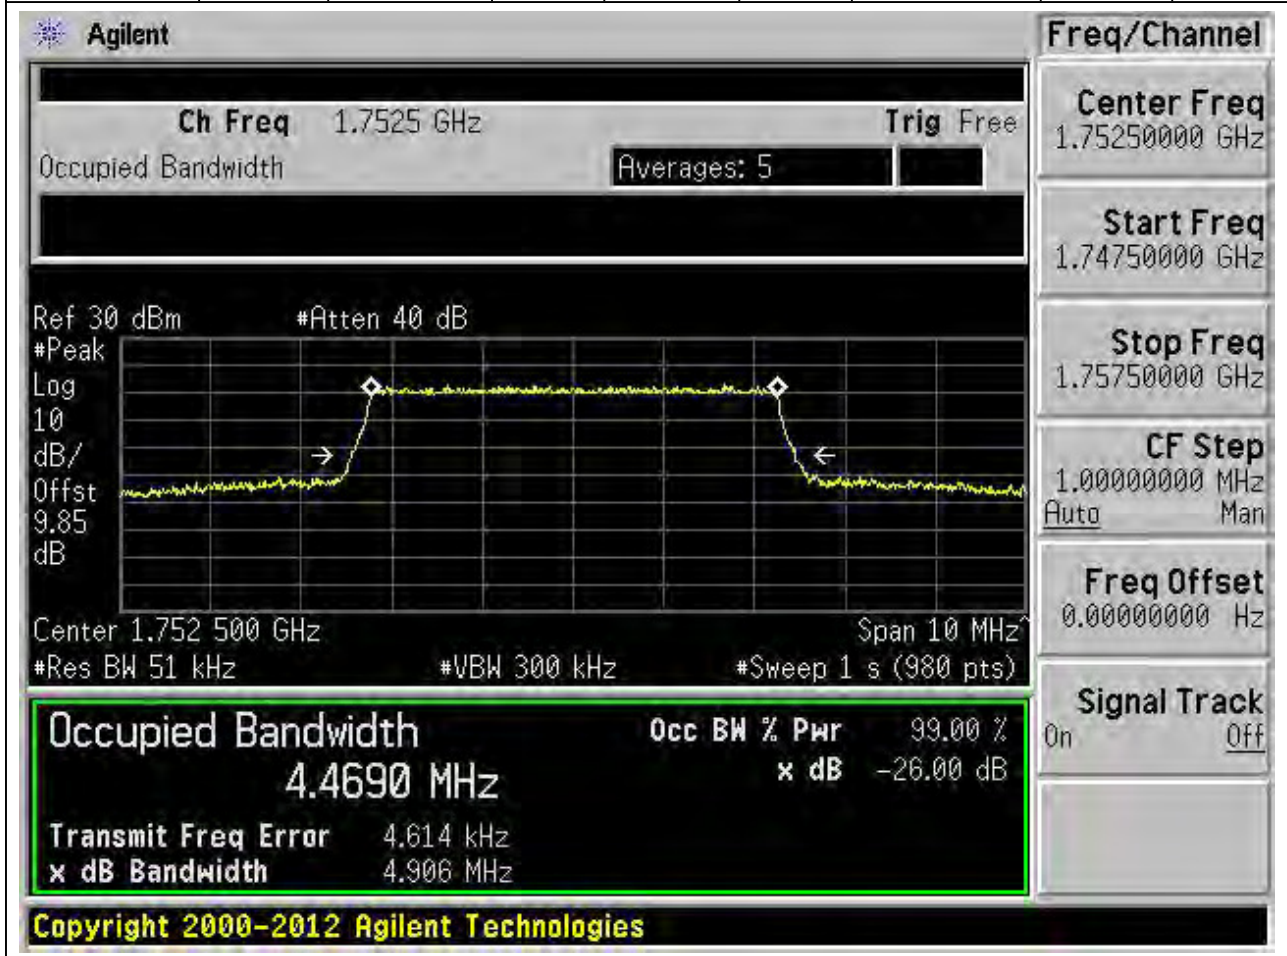 Agilent
Freq/Channel
Ch Freq 1.7525 GHz
Trig Free
Occupied Bandwidth
Averages: 5
Center Freq
1.75250000 GHz
Start Freq
1.74750000 GHz
Stop Freq
1.75750000 GHz
CF Step
1.00000000 MHz
Auto Man
Freq Offset
0.00000000 Hz
Signal Track
On Off
Ref 30 dBm #Atten 40 dB
#Peak
Log
10
dB/
Offst
9.85
dB
Center 1.752 500 GHz Span 10 MHz^
#Res BW 51 kHz #VBW 300 kHz #Sweep 1 s (980 pts)
Occupied Bandwidth
4.4690 MHz
Occ BW % Pwr 99.00 %
x dB -26.00 dB
Transmit Freq Error 4.614 kHz
x dB Bandwidth 4.906 MHz
Copyright 2000-2012 Agilent Technologies